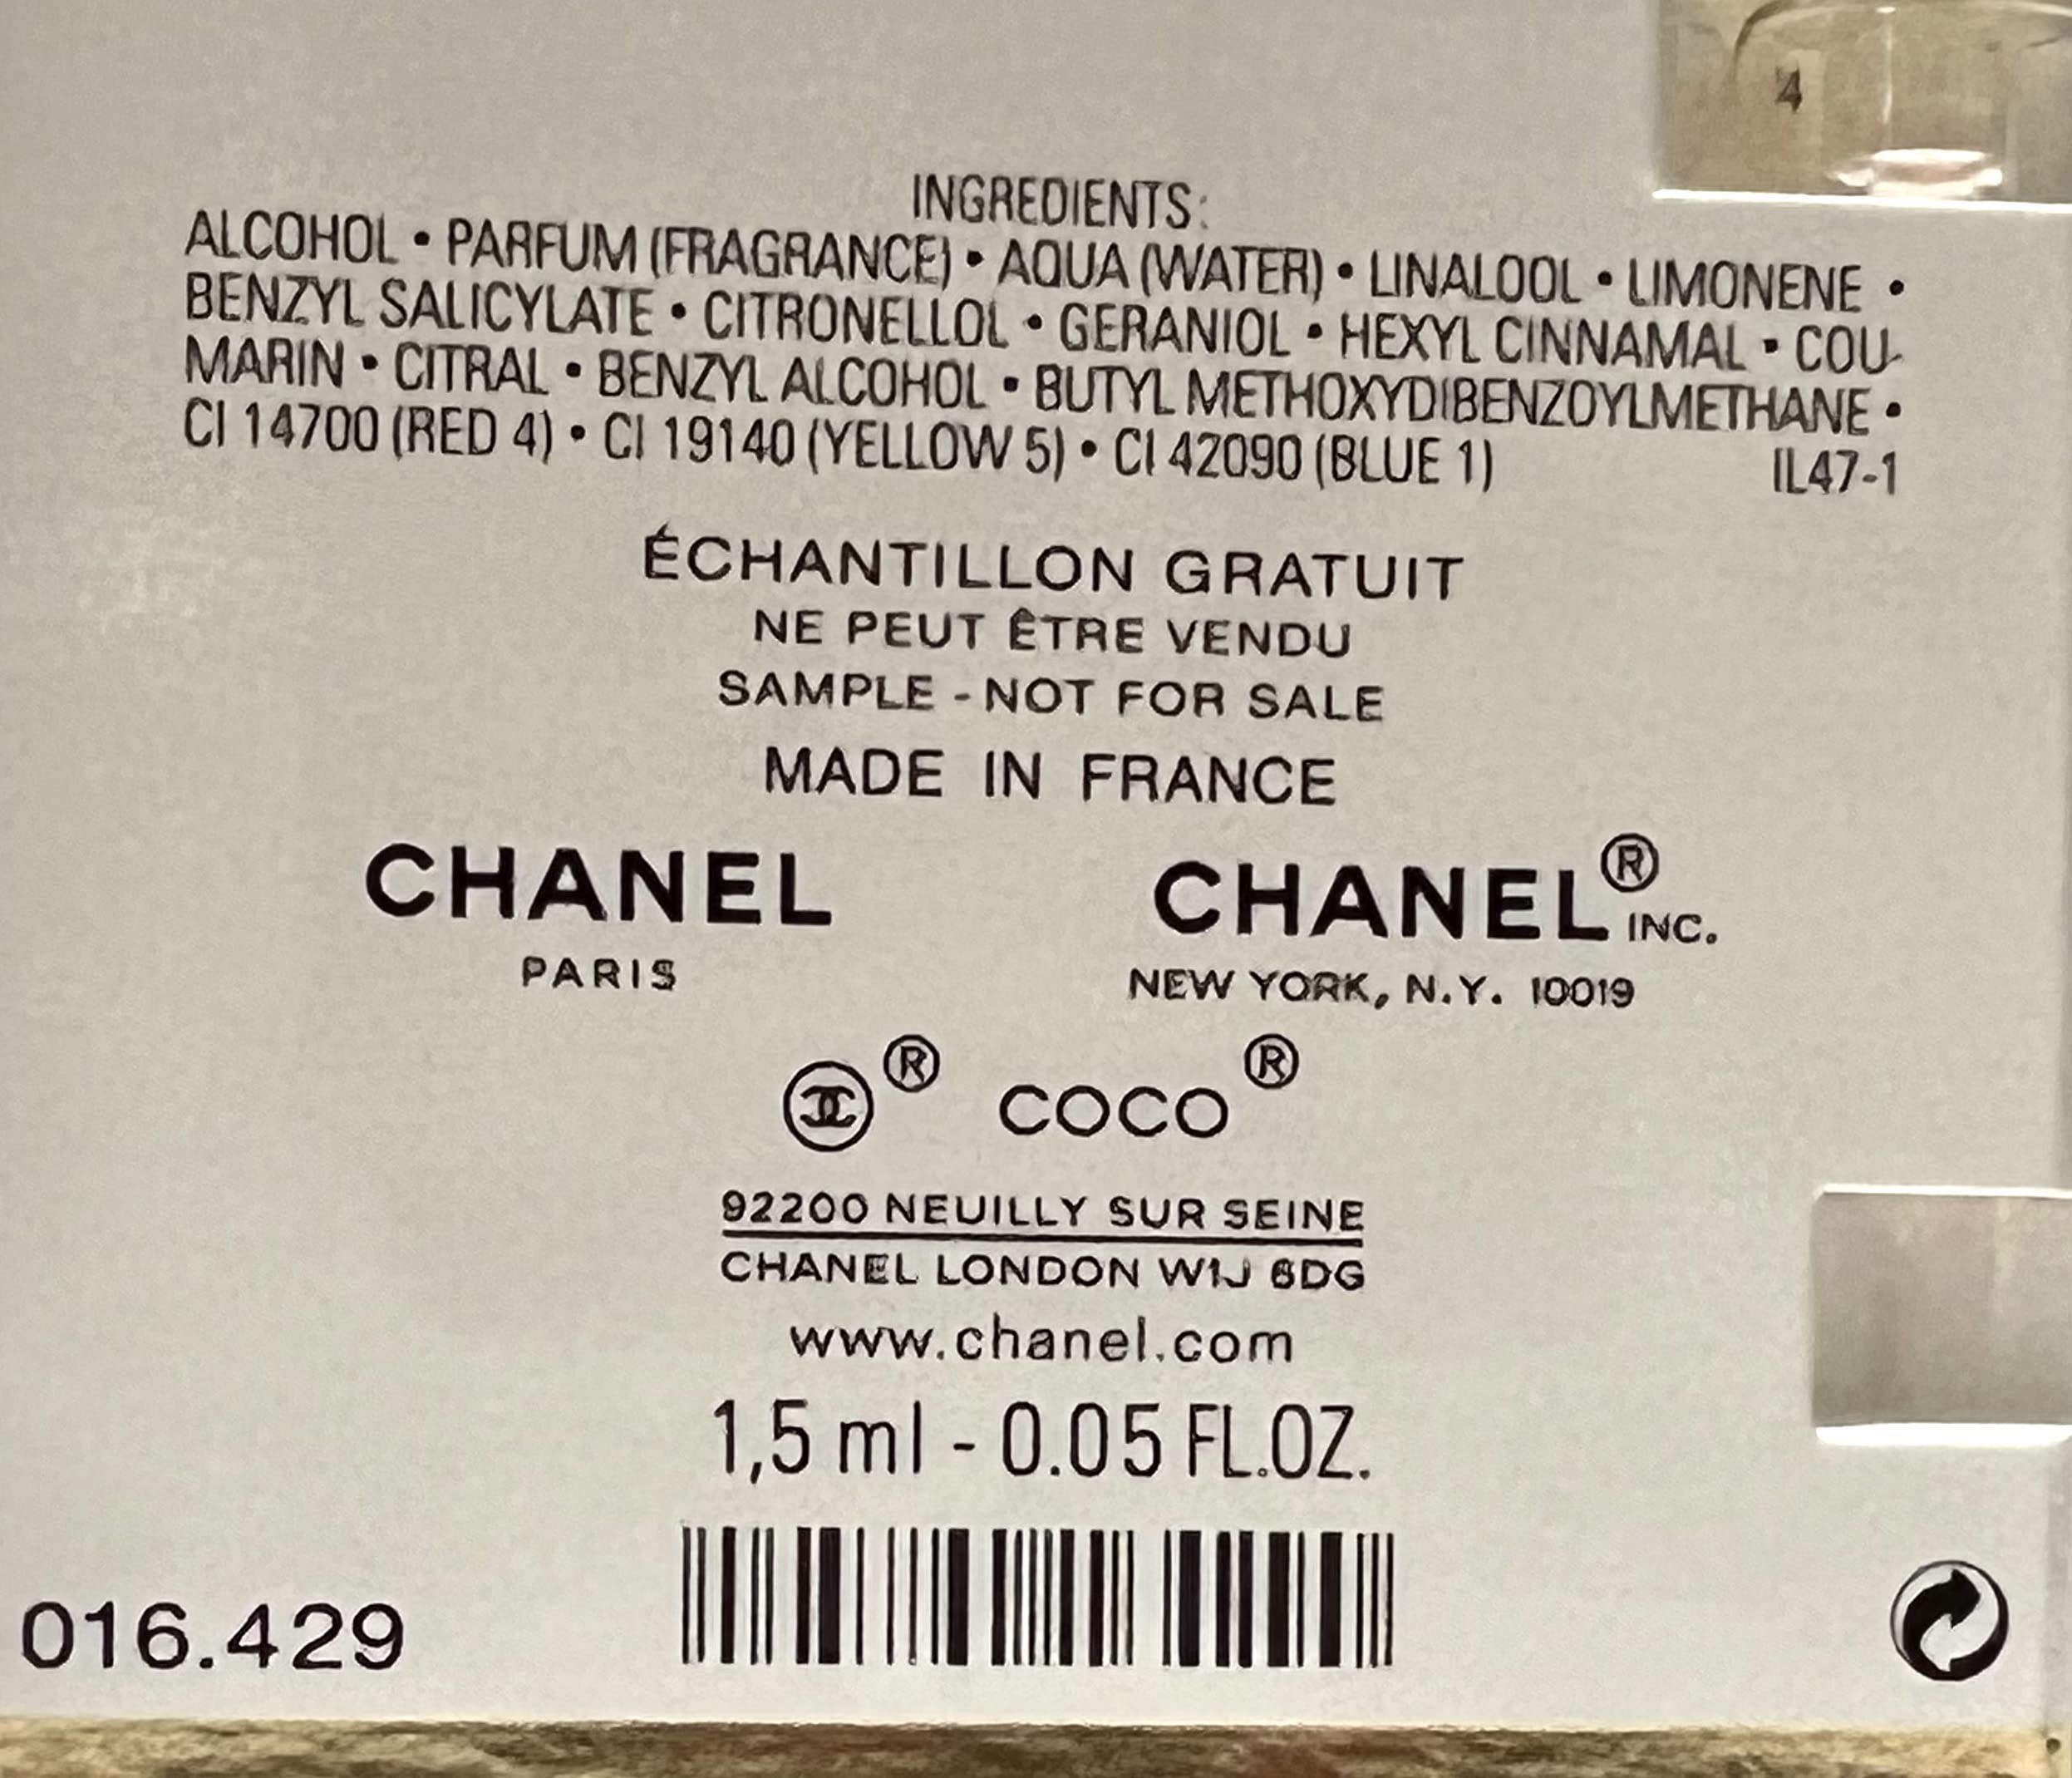 4
INGREDIENTS:
ALCOHOL • PARFUM (FRAGRANCE) • AQUA (WATER) • LINALOOL • LIMONENE •
BENZYL SALICYLATE • CITRONELLOL • GERANIOL • HEXYL CINNAMAL • COU-
MARIN • CITRAL • BENZYL ALCOHOL • BUTYL METHOXYDIBENZOYLMETHANE •
CI 14700 (RED 4) • CI 19140 (YELLOW 5) • CI 42090 (BLUE 1) IL47-1
ÉCHANTILLON GRATUIT
NE PEUT ÊTRE VENDU
SAMPLE - NOT FOR SALE
MADE IN FRANCE
CHANEL CHANEL® INC.
PARIS NEW YORK, N.Y. 10019
® COCO®
92200 NEUILLY SUR SEINE
CHANEL LONDON W1J 6DG
www.chanel.com
1,5 ml - 0.05 FL.OZ.
016.429